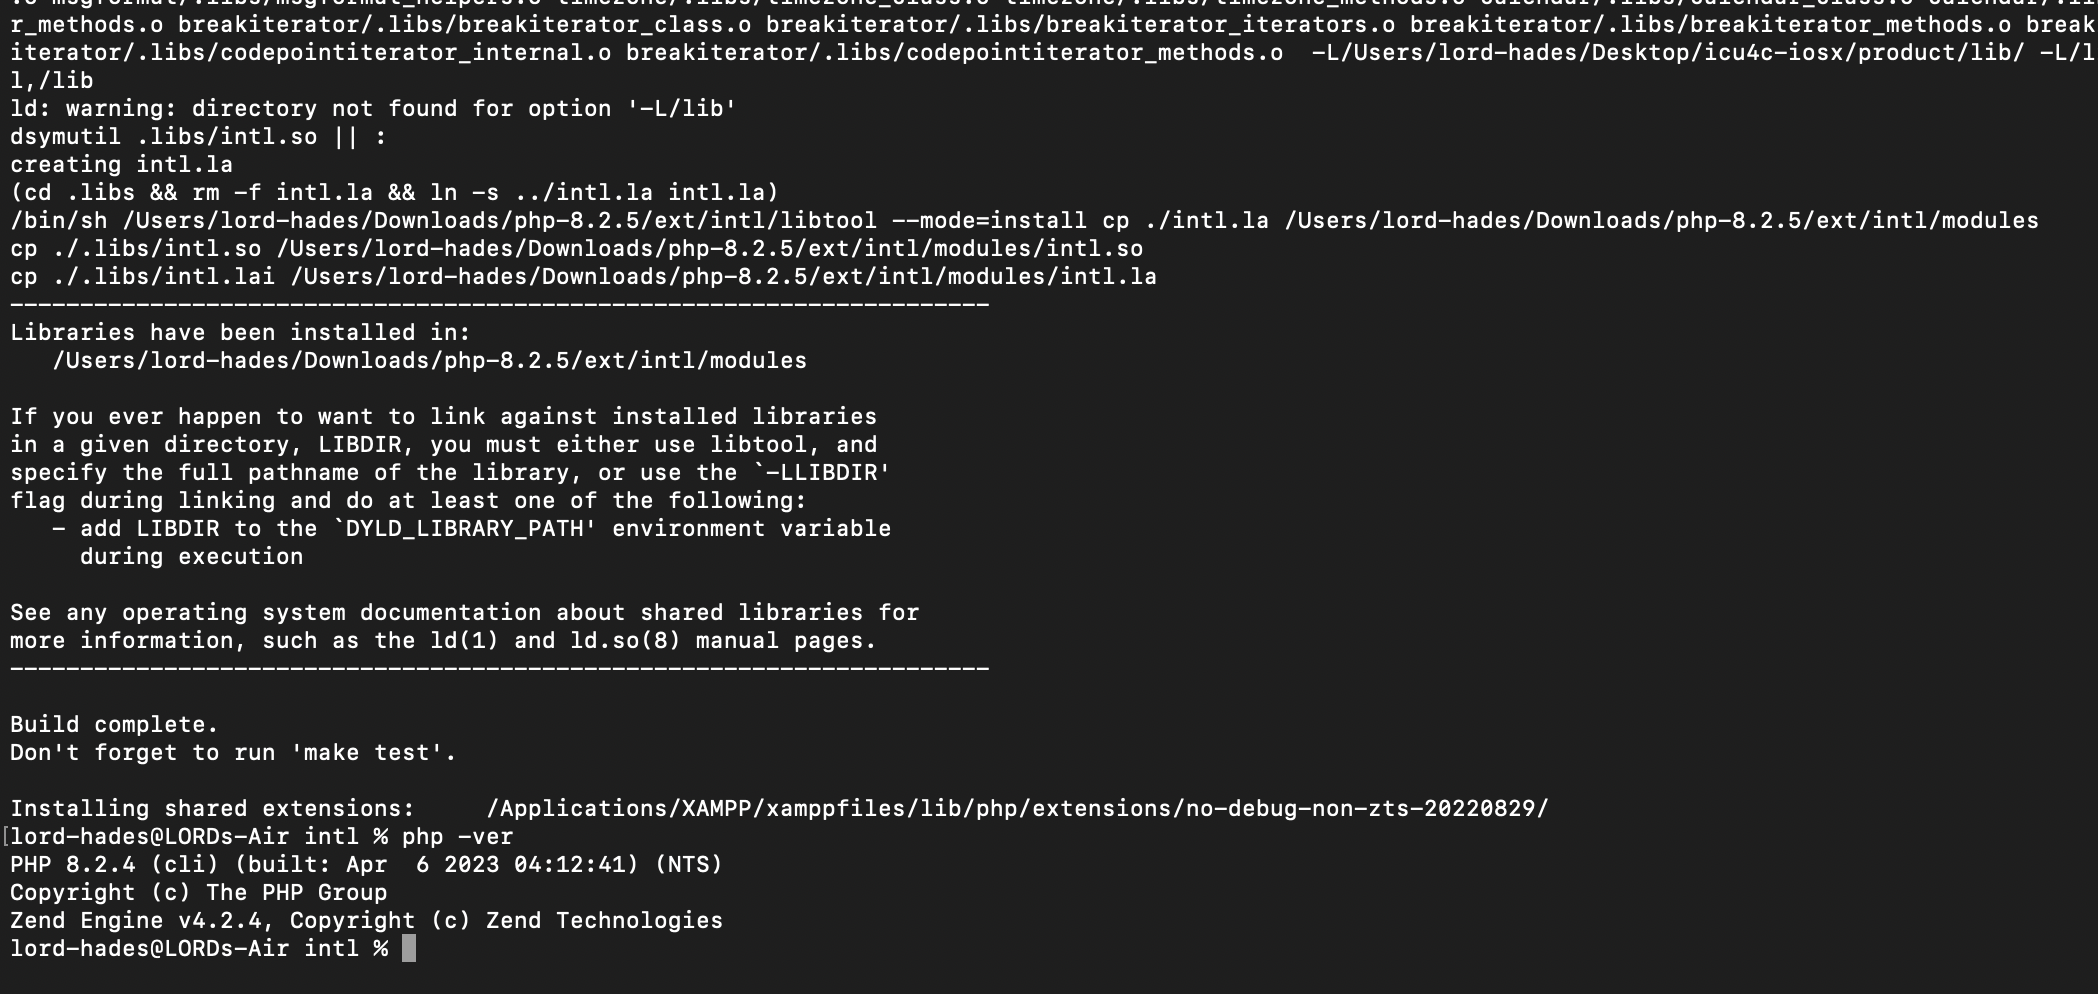 r_methods.o breakiterator/.libs/breakiterator_class.o breakiterator/.libs/breakiterator_iterators.o breakiterator/.libs/breakiterator_methods.o break
iterator/.libs/codepointiterator_internal.o breakiterator/.libs/codepointiterator_methods.o  -L/Users/lord-hades/Desktop/icu4c-iosx/product/lib/ -L/l
l,/lib
ld: warning: directory not found for option '-L/lib'
dsymutil .libs/intl.so || :
creating intl.la
(cd .libs && rm -f intl.la && ln -s ../intl.la intl.la)
/bin/sh /Users/lord-hades/Downloads/php-8.2.5/ext/intl/libtool --mode=install cp ./intl.la /Users/lord-hades/Downloads/php-8.2.5/ext/intl/modules
cp ./.libs/intl.so /Users/lord-hades/Downloads/php-8.2.5/ext/intl/modules/intl.so
cp ./.libs/intl.lai /Users/lord-hades/Downloads/php-8.2.5/ext/intl/modules/intl.la
----------------------------------------------------------------------
Libraries have been installed in:
   /Users/lord-hades/Downloads/php-8.2.5/ext/intl/modules
If you ever happen to want to link against installed libraries
in a given directory, LIBDIR, you must either use libtool, and
specify the full pathname of the library, or use the `-LLIBDIR'
flag during linking and do at least one of the following:
   - add LIBDIR to the `DYLD_LIBRARY_PATH' environment variable
     during execution
See any operating system documentation about shared libraries for
more information, such as the ld(1) and ld.so(8) manual pages.
----------------------------------------------------------------------
Build complete.
Don't forget to run 'make test'.
Installing shared extensions:     /Applications/XAMPP/xamppfiles/lib/php/extensions/no-debug-non-zts-20220829/
[lord-hades@LORDs-Air intl % php -ver
PHP 8.2.4 (cli) (built: Apr  6 2023 04:12:41) (NTS)
Copyright (c) The PHP Group
Zend Engine v4.2.4, Copyright (c) Zend Technologies
lord-hades@LORDs-Air intl %